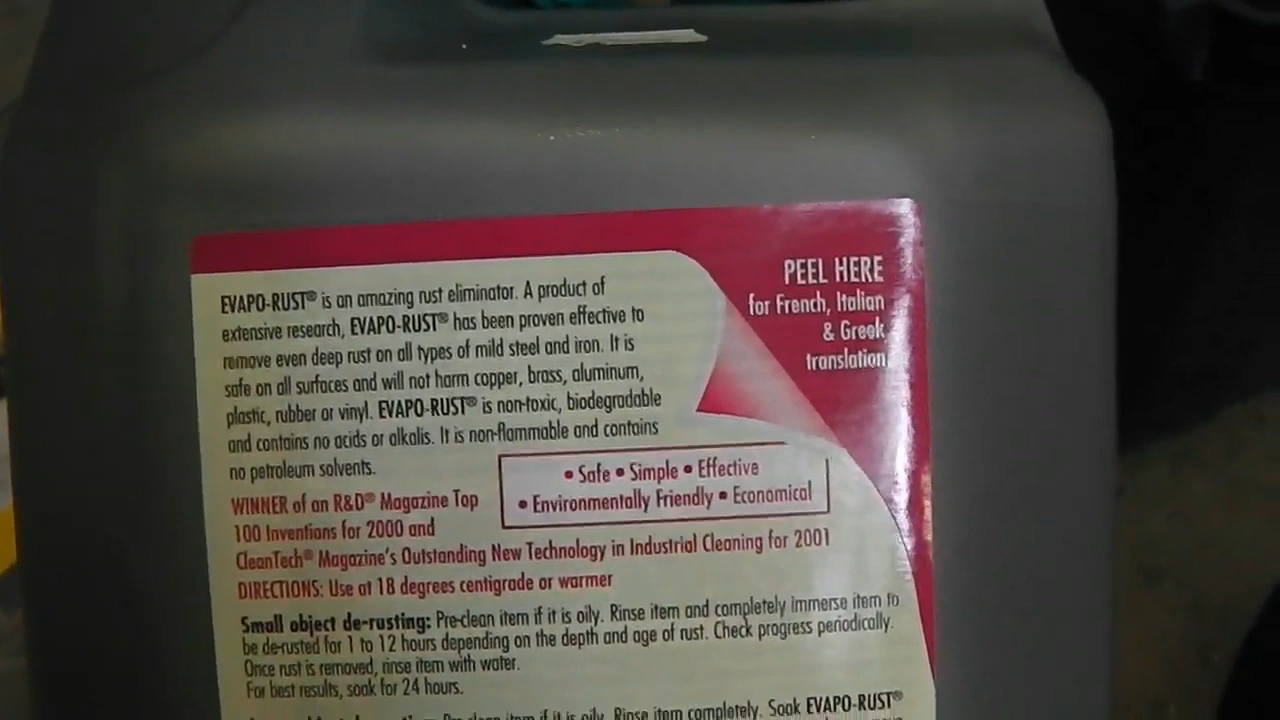 EVAPO-RUST® is an amazing rust eliminator. A product of
extensive research, EVAPO-RUST® has been proven effective to
remove even deep rust on all types of mild steel and iron. It is
safe on all surfaces and will not harm copper, brass, aluminum,
plastic, rubber or vinyl. EVAPO-RUST® is non-toxic, biodegradable
and contains no acids or alkalis. It is non-flammable and contains
no petroleum solvents.
PEEL HERE
for French, Italian
& Greek
translation
• Safe • Simple • Effective
• Environmentally Friendly • Economical
WINNER of an R&D® Magazine Top
100 Inventions for 2000 and
CleanTech® Magazine's Outstanding New Technology in Industrial Cleaning for 2001
DIRECTIONS: Use at 18 degrees centigrade or warmer
Small object de-rusting: Pre-clean item if it is oily. Rinse item and completely immerse item to
be de-rusted for 1 to 12 hours depending on the depth and age of rust. Check progress periodically.
Once rust is removed, rinse item with water.
For best results, soak for 24 hours.
Pre-clean item if it is oily. Rinse item completely. Soak EVAPO-RUST®